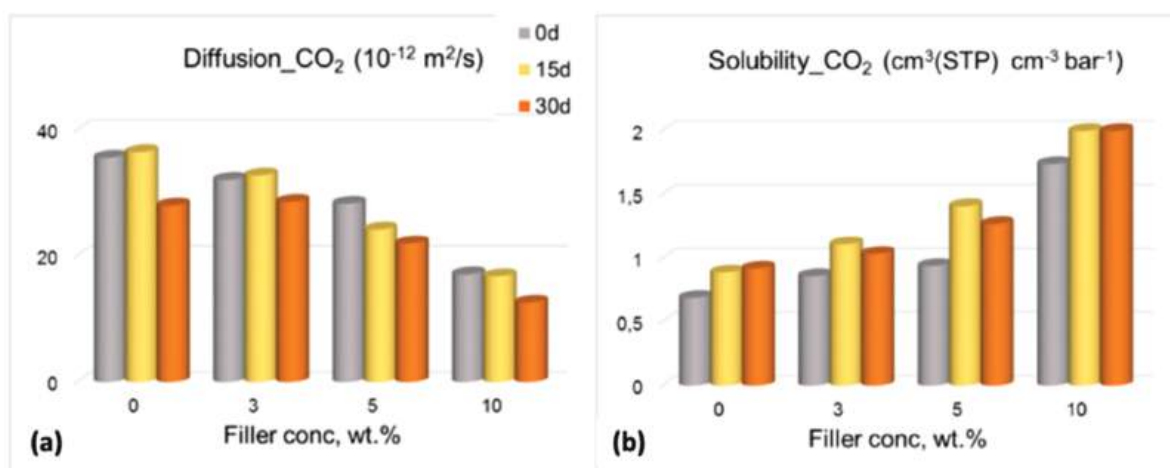 Diffusion_CO₂ (10⁻¹² m²/s)
0d
15d
30d
40
20
0
0 3 5 10
Filler conc, wt.%
(a)
Solubility_CO₂ (cm³(STP) cm⁻³ bar⁻¹)
2
1,5
1
0,5
0
0 3 5 10
Filler conc, wt.%
(b)